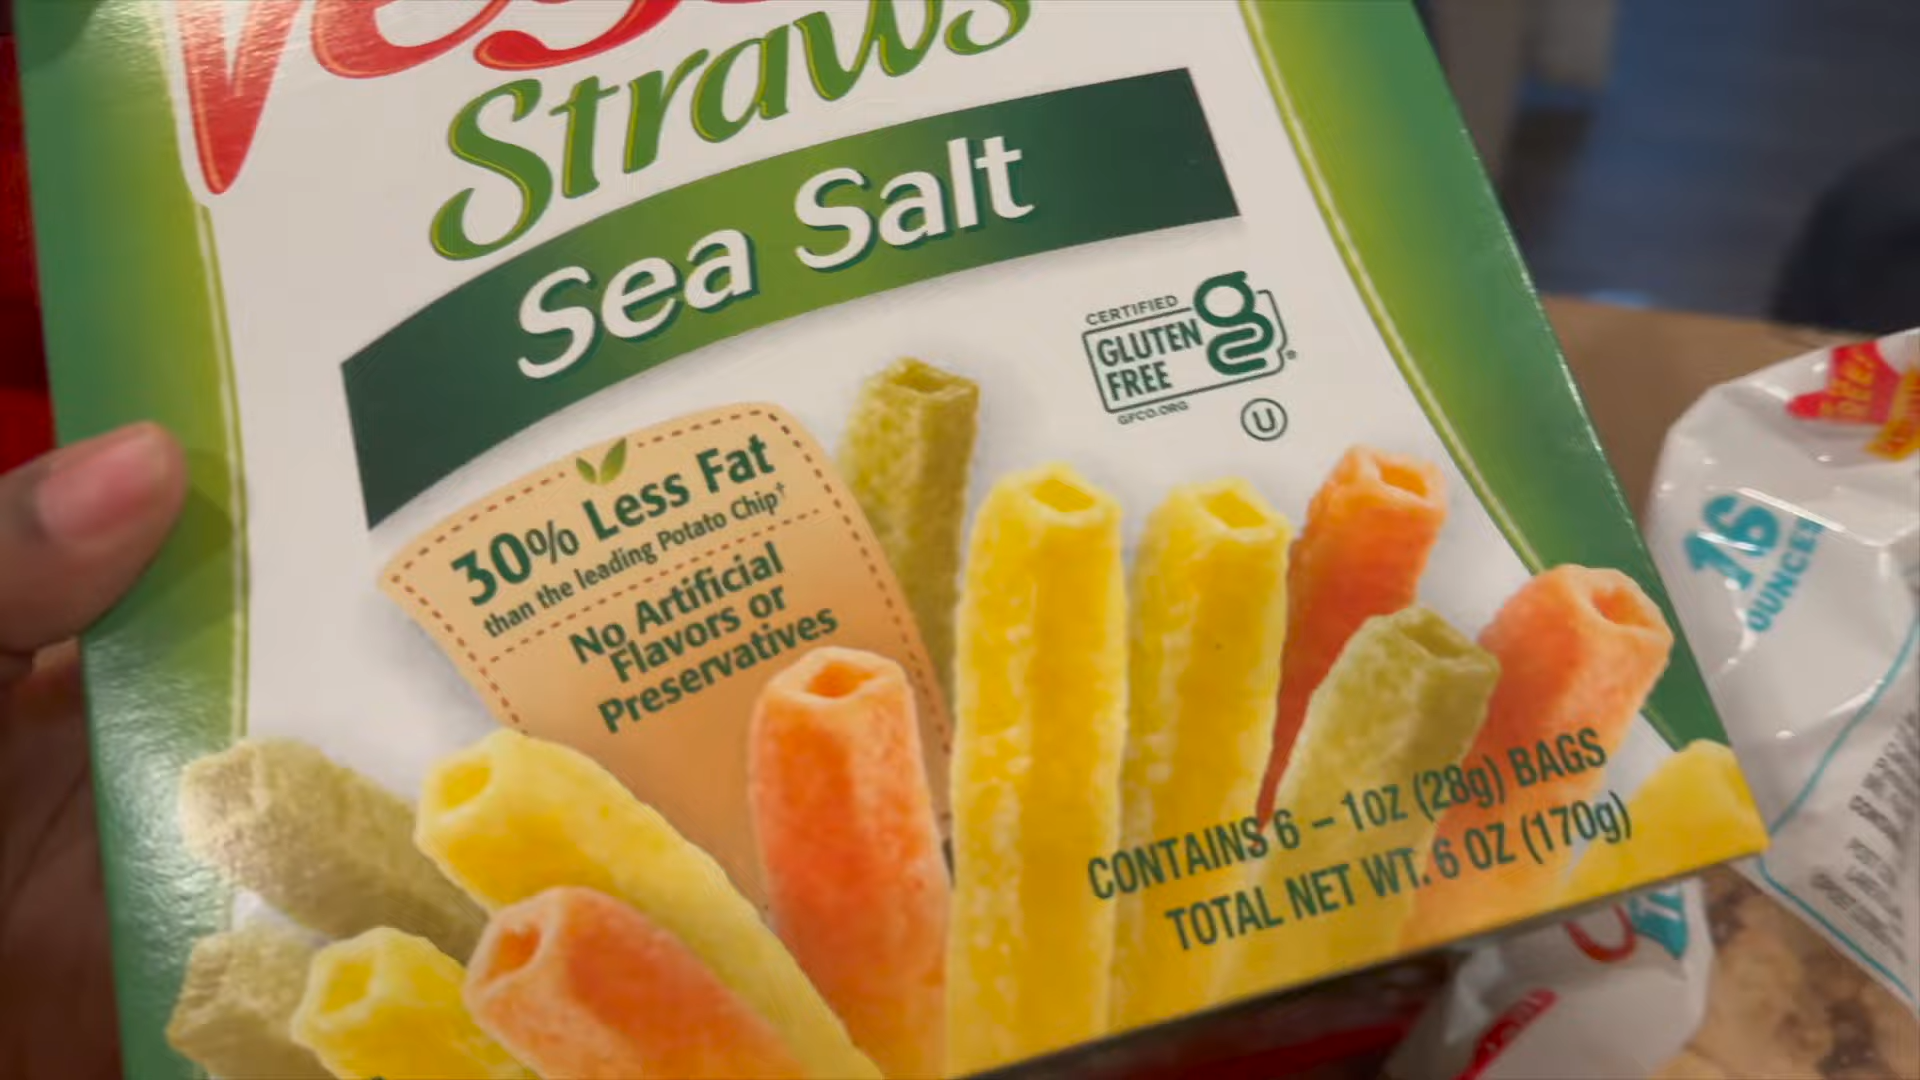 Straws
Sea Salt
CERTIFIED
GLUTEN
FREE
GFCO.ORG
U
30% Less Fat
than the leading Potato Chip†
No Artificial
Flavors or
Preservatives
CONTAINS 6 – 1OZ (28g) BAGS
TOTAL NET WT. 6 OZ (170g)
16
OUNCES